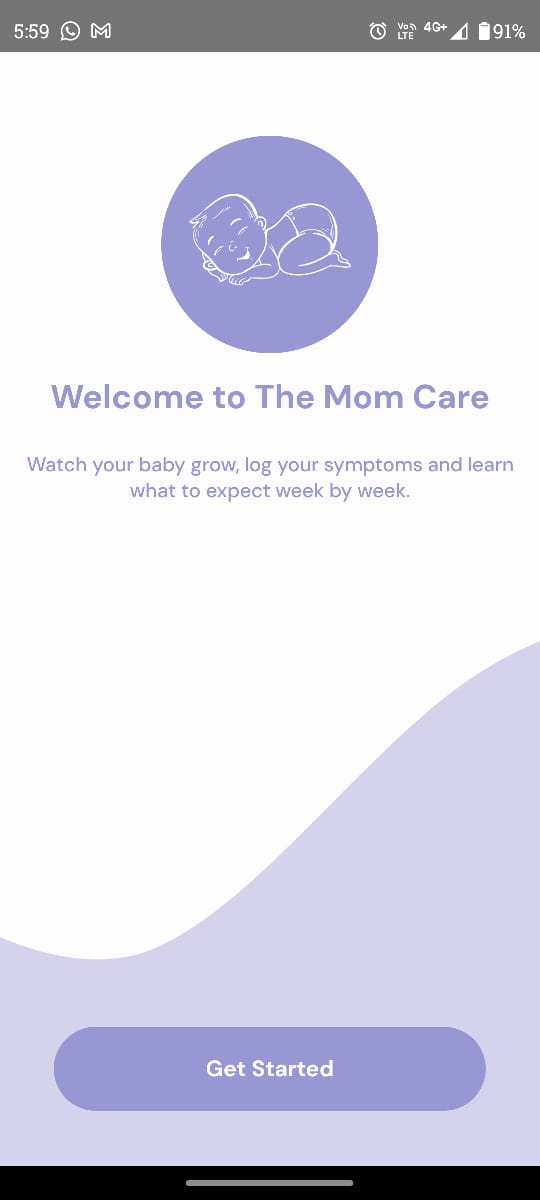 5:59 Vo) LTE 4G+ 91%
Welcome to The Mom Care
Watch your baby grow, log your symptoms and learn
what to expect week by week.
Get Started